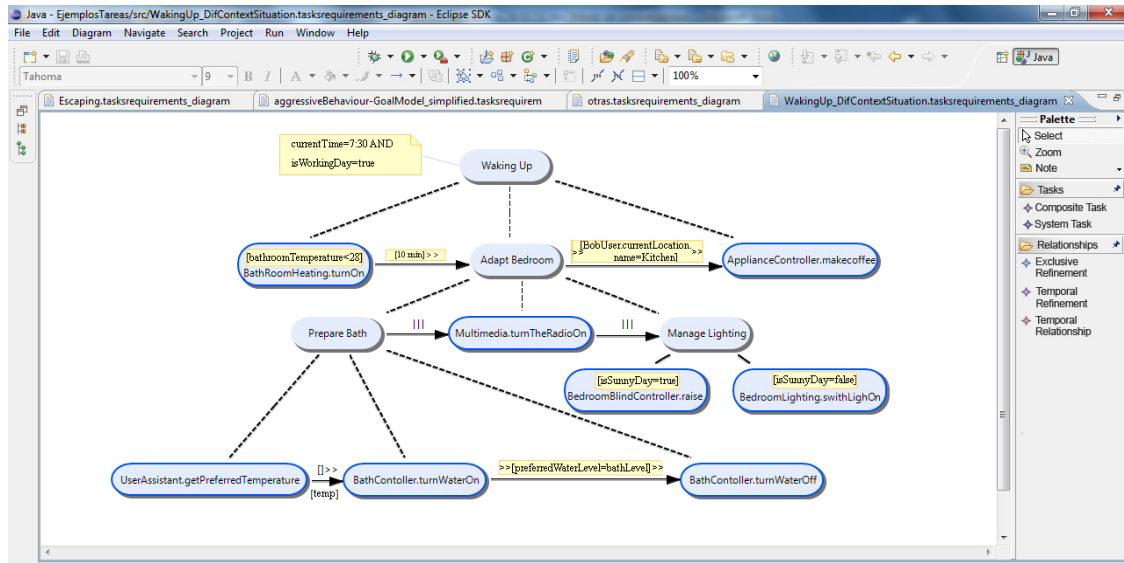 Java - EjemplosTareas/src/WakingUp_DifContextSituation.tasksrequirements_diagram - Eclipse SDK
File Edit Diagram Navigate Search Project Run Window Help
Java
Tahoma 9 B I A 100%
Escaping.tasksrequirements_diagram aggressiveBehaviour-GoalModel_simplified.tasksrequirem otras.tasksrequirements_diagram WakingUp_DifContextSituation.tasksrequirements_diagram
Palette
Select
Zoom
Note
Tasks
Composite Task
System Task
Relationships
Exclusive
Refinement
Temporal
Refinement
Temporal
Relationship
currentTime=7:30 AND
isWorkingDay=true
Waking Up
[bathroomTemperature<28]
BathRoomHeating.turnOn
[10 min] >>
Adapt Bedroom
[BobUser.currentLocation.
>> name=Kitchen] >>
ApplianceController.makecoffee
Prepare Bath
|||
Multimedia.turnTheRadioOn
|||
Manage Lighting
[isSunnyDay=true]
BedroomBlindController.raise
[isSunnyDay=false]
BedroomLighting.swithLighOn
UserAssistant.getPreferredTemperature
[]>>
[temp]
BathContoller.turnWaterOn
>>[preferredWaterLevel=bathLevel]>>
BathContoller.turnWaterOff